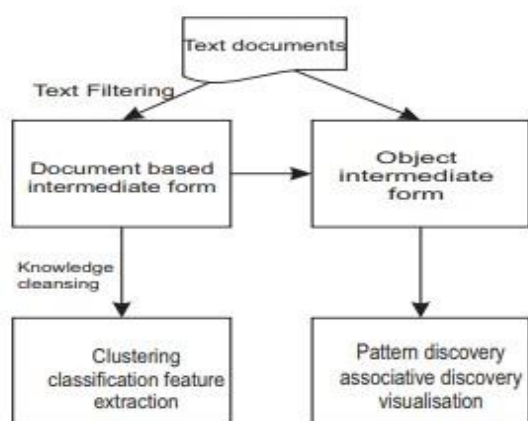 Text documents
Text Filtering
Document based
intermediate form
Object
intermediate
form
Knowledge
cleansing
Clustering
classification feature
extraction
Pattern discovery
associative discovery
visualisation